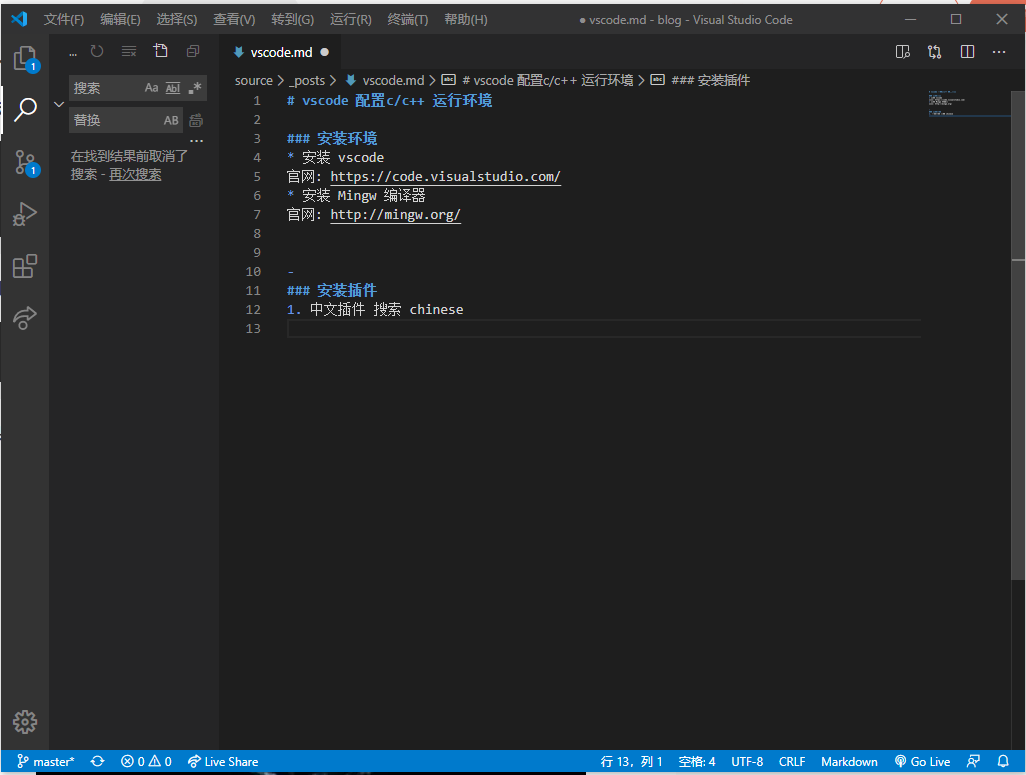 文件(F) 编辑(E) 选择(S) 查看(V) 转到(G) 运行(R) 终端(T) 帮助(H) ● vscode.md - blog - Visual Studio Code
vscode.md ●
source > _posts > vscode.md > # vscode 配置c/c++ 运行环境 > ### 安装插件
1
1
搜索 Aa Abl .*
替换 AB
...
在找到结果前取消了
搜索 - 再次搜索
1 # vscode 配置c/c++ 运行环境
2
3 ### 安装环境
4 * 安装 vscode
5 官网: https://code.visualstudio.com/
6 * 安装 Mingw 编译器
7 官网: http://mingw.org/
8
9
10 -
11 ### 安装插件
12 1. 中文插件 搜索 chinese
13
master* 0 0 Live Share 行 13，列 1 空格: 4 UTF-8 CRLF Markdown Go Live